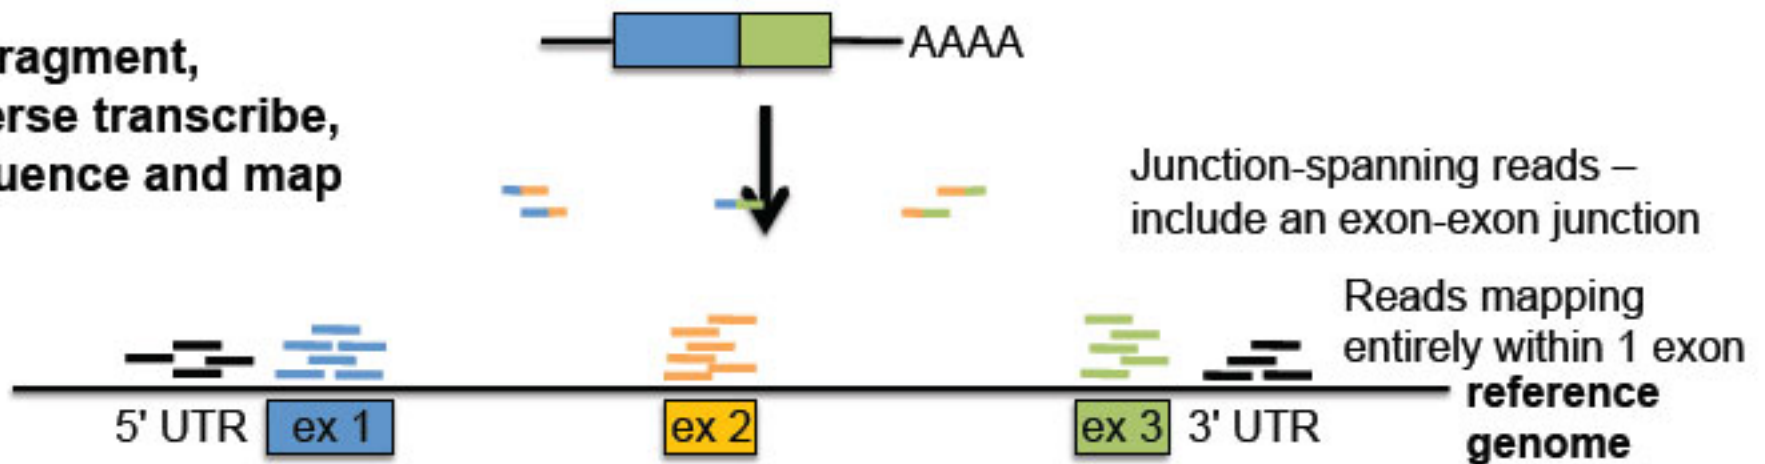 ragment,
erse transcribe,
uence and map
AAAA
Junction-spanning reads –
include an exon-exon junction
Reads mapping
entirely within 1 exon
reference
genome
5' UTR
ex 1
ex 2
ex 3
3' UTR